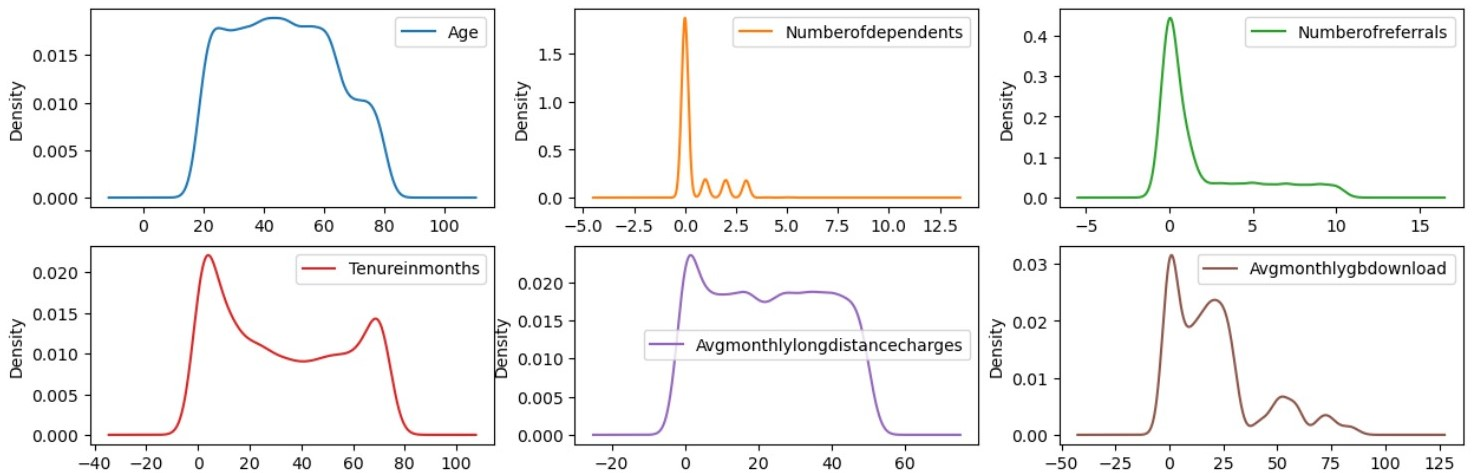 Age
Density
0.015
0.010
0.005
0.000
0 20 40 60 80 100
Numberofdependents
Density
1.5
1.0
0.5
0.0
−5.0 −2.5 0.0 2.5 5.0 7.5 10.0 12.5
Numberofreferrals
Density
0.4
0.3
0.2
0.1
0.0
−5 0 5 10 15
Tenureinmonths
Density
0.020
0.015
0.010
0.005
0.000
−40 −20 0 20 40 60 80 100
Avgmonthlylongdistancecharges
Density
0.020
0.015
0.010
0.005
0.000
−20 0 20 40 60
Avgmonthlygbdownload
Density
0.03
0.02
0.01
0.00
−50 −25 0 25 50 75 100 125